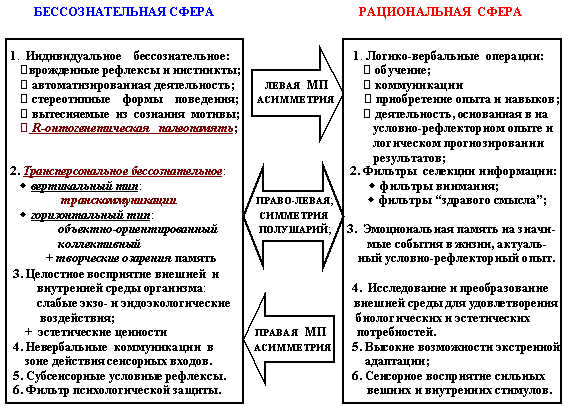 БЕССОЗНАТЕЛЬНАЯ СФЕРА
1. Индивидуальное бессознательное:
врожденные рефлексы и инстинкты;
автоматизированная деятельность;
стереотипные формы поведения;
вытесняемые из сознания мотивы;
R-онтогенетическая палеопамять;
2. Трансперсональное бессознательное:
вертикальный тип:
транскоммуникации
горизонтальный тип:
объектно-ориентированный
коллективный
+ творческие озарения память
3. Целостное восприятие внешней и
внутренней среды организма:
слабые экзо- и эндоэкологические
воздействия;
+ эстетические ценности
4. Невербальные коммуникации в
зоне действия сенсорных входов.
5. Субсенсорные условные рефлексы.
6. Фильтр психологической защиты.
ЛЕВАЯ МП
АСИММЕТРИЯ
ПРАВО-ЛЕВАЯ;
СИММЕТРИЯ
ПОЛУШАРИЙ;
ПРАВАЯ МП
АСИММЕТРИЯ
РАЦИОНАЛЬНАЯ СФЕРА
1. Логико-вербальные операции:
обучение;
коммуникации
приобретение опыта и навыков;
деятельность, основанная в на
условно-рефлекторном опыте и
логическом прогнозировании
результатов;
2. Фильтры селекции информации:
фильтры внимания;
фильтры “здравого смысла”;
3. Эмоциональная память на значи-
мые события в жизни, актуаль-
ный условно-рефлекторный опыт.
4. Исследование и преобразование
внешней среды для удовлетворения
биологических и эстетических
потребностей.
5. Высокие возможности экстренной
адаптации;
6. Сенсорное восприятие сильных
вешних и внутренних стимулов.